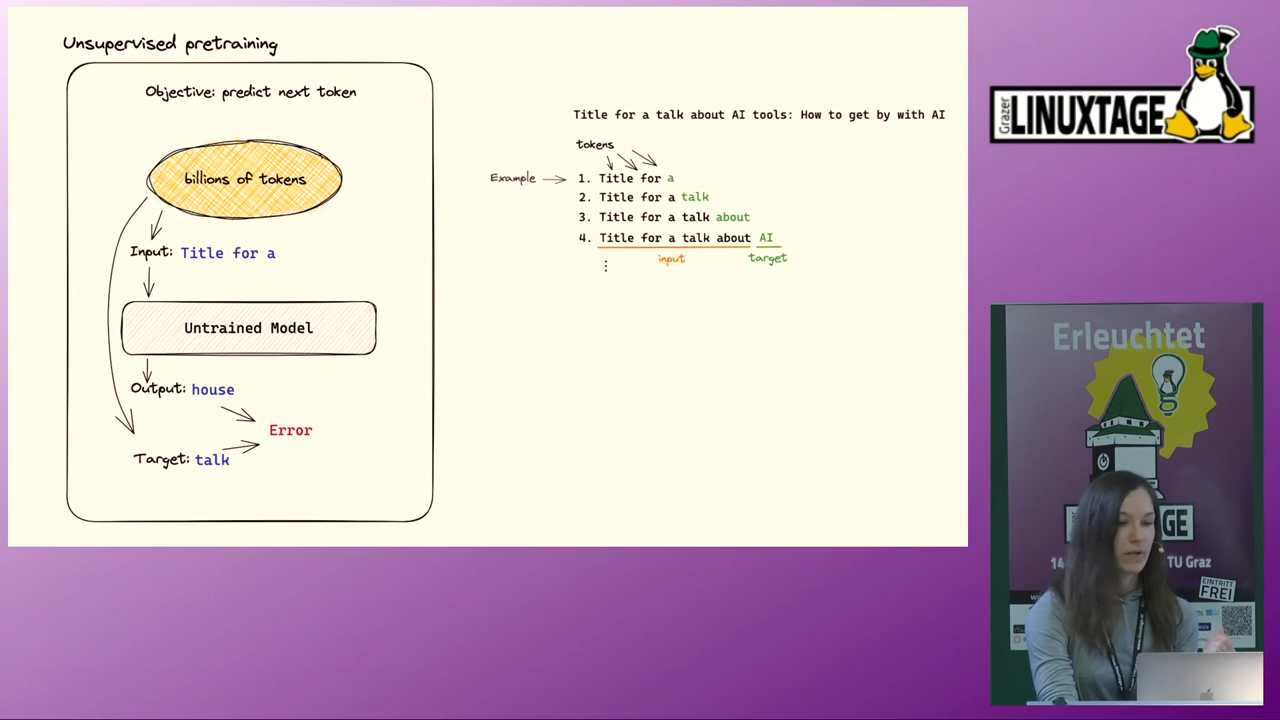 Unsupervised pretraining
Objective: predict next token
billions of tokens
Input: Title for a
Untrained Model
Output: house
Error
Target: talk
Title for a talk about AI tools: How to get by with AI
tokens
Example
1. Title for a
2. Title for a talk
3. Title for a talk about
4. Title for a talk about AI
input target
⋮
Grazer
LINUXTAGE
Erleuchtet
GE
14
TU Graz
EINTRITT
FREI